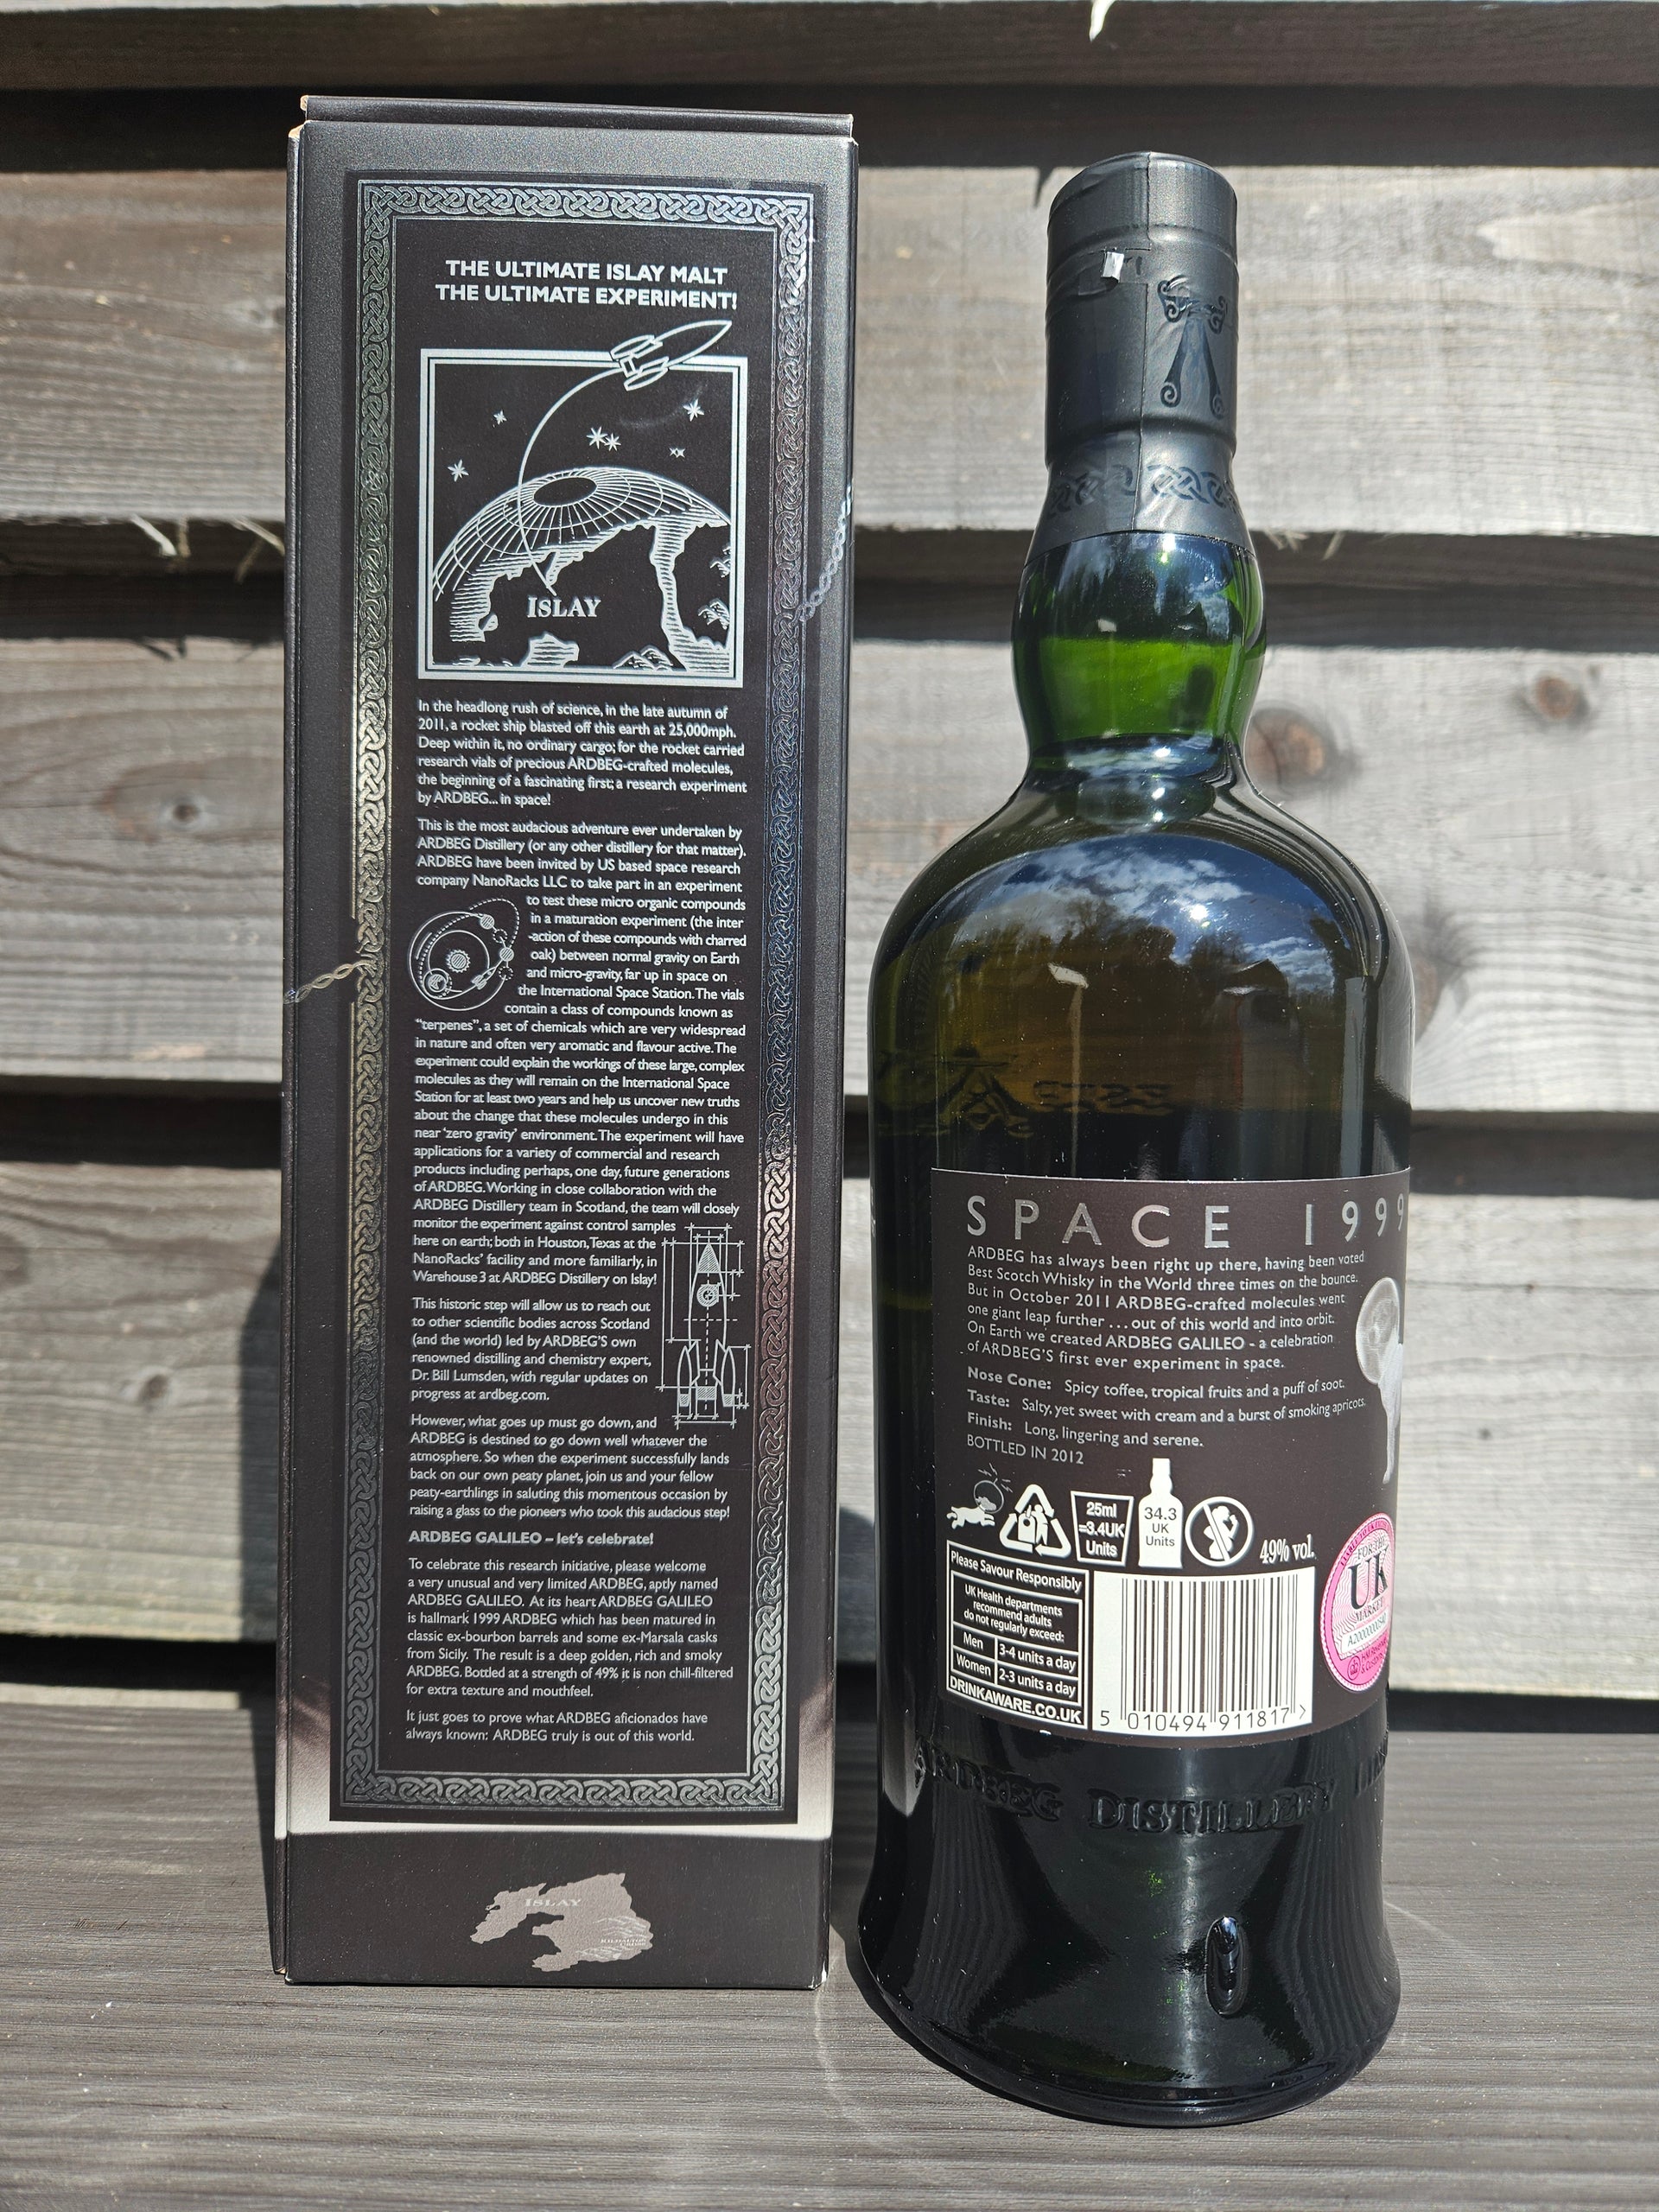 THE ULTIMATE ISLAY MALT
THE ULTIMATE EXPERIMENT!
ISLAY
In the headlong rush of science, in the late autumn of
2011, a rocket ship blasted off this earth at 25,000mph.
Deep within it, no ordinary cargo; for the rocket carried
research vials of precious ARDBEG-crafted molecules,
the beginning of a fascinating first; a research experiment
by ARDBEG... in space!
This is the most audacious adventure ever undertaken by
ARDBEG Distillery (or any other distillery for that matter).
ARDBEG have been invited by US based space research
company NanoRacks LLC to take part in an experiment
to test these micro organic compounds
in a maturation experiment (the inter
-action of these compounds with charred
oak) between normal gravity on Earth
and micro-gravity, far up in space on
the International Space Station. The vials
contain a class of compounds known as
"terpenes", a set of chemicals which are very widespread
in nature and often very aromatic and flavour active. The
experiment could explain the workings of these large, complex
molecules as they will remain on the International Space
Station for at least two years and help us uncover new truths
about the change that these molecules undergo in this
near 'zero gravity' environment. The experiment will have
applications for a variety of commercial and research
products including perhaps, one day, future generations
of ARDBEG. Working in close collaboration with the
ARDBEG Distillery team in Scotland, the team will closely
monitor the experiment against control samples
here on earth; both in Houston, Texas at the
NanoRacks' facility and more familiarly, in
Warehouse 3 at ARDBEG Distillery on Islay!
This historic step will allow us to reach out
to other scientific bodies across Scotland
(and the world) led by ARDBEG'S own
renowned distilling and chemistry expert,
Dr. Bill Lumsden, with regular updates on
progress at ardbeg.com.
However, what goes up must go down, and
ARDBEG is destined to go down well whatever the
atmosphere. So when the experiment successfully lands
back on our own peaty planet, join us and your fellow
peaty-earthlings in saluting this momentous occasion by
raising a glass to the pioneers who took this audacious step!
ARDBEG GALILEO – let's celebrate!
To celebrate this research initiative, please welcome
a very unusual and very limited ARDBEG, aptly named
ARDBEG GALILEO. At its heart ARDBEG GALILEO
is hallmark 1999 ARDBEG which has been matured in
classic ex-bourbon barrels and some ex-Marsala casks
from Sicily. The result is a deep golden, rich and smoky
ARDBEG. Bottled at a strength of 49% it is non chill-filtered
for extra texture and mouthfeel.
It just goes to prove what ARDBEG aficionados have
always known: ARDBEG truly is out of this world.
ISLAY
SPACE 1999
ARDBEG has always been right up there, having been voted
Best Scotch Whisky in the World three times on the bounce.
But in October 2011 ARDBEG-crafted molecules went
one giant leap further ... out of this world and into orbit.
On Earth we created ARDBEG GALILEO - a celebration
of ARDBEG'S first ever experiment in space.
Nose Cone: Spicy toffee, tropical fruits and a puff of soot.
Taste: Salty, yet sweet with cream and a burst of smoking apricots.
Finish: Long, lingering and serene.
BOTTLED IN 2012
25ml
=3.4UK
Units
34.3
UK
Units
49% vol.
Please Savour Responsibly
UK Health departments
recommend adults
do not regularly exceed:
Men 3-4 units a day
Women 2-3 units a day
DRINKAWARE.CO.UK
5 010494 911817 >
FOR THE
UK
MARKET
ARDBEG DISTILLERY